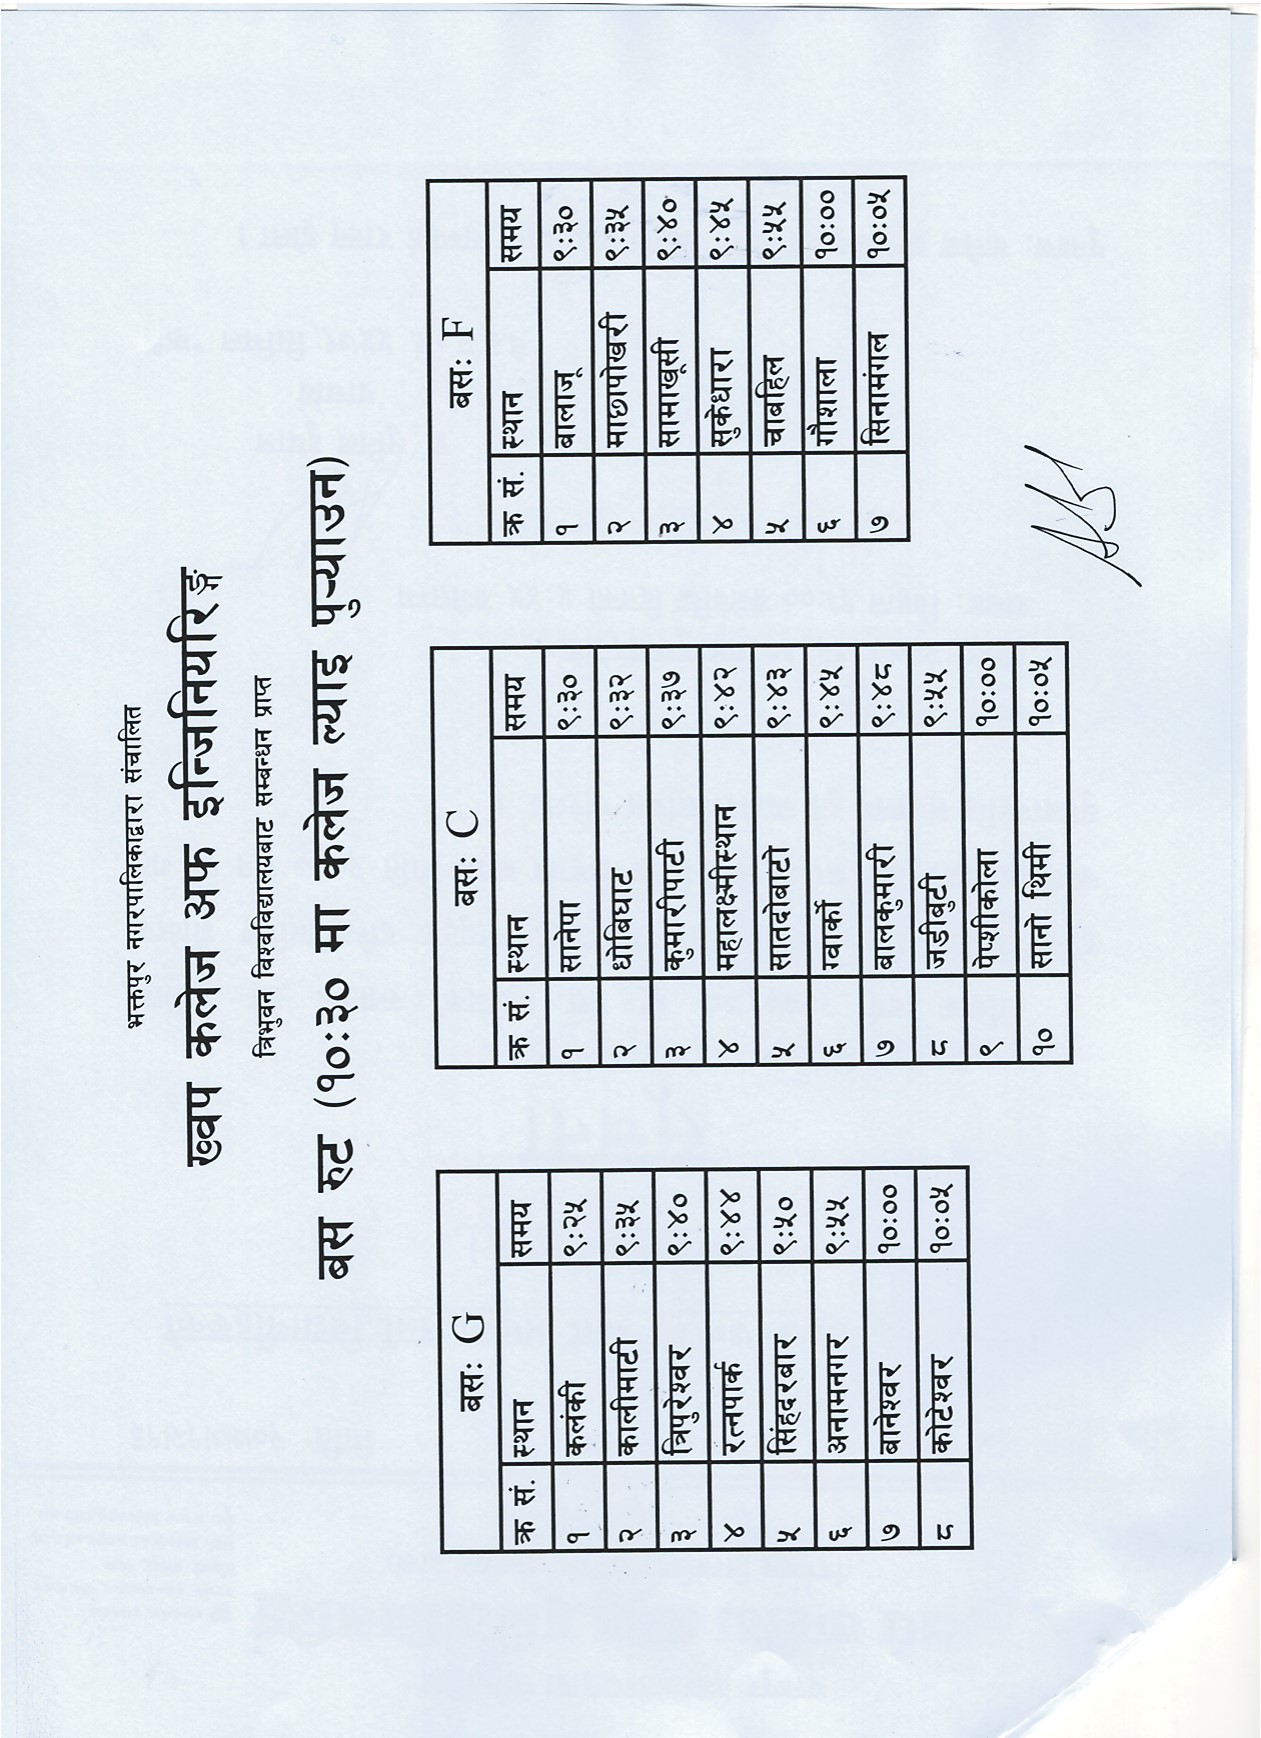 भक्तपुर नगरपालिकाद्वारा संचालित
ख्वप कलेज अफ इन्जिनियरिङ्ग
त्रिभुवन विश्वविद्यालयबाट सम्बन्धन प्राप्त
बस रुट (१०:३० मा कलेज ल्याइ पुर्‍याउन)
बसः G
क्र सं. स्थान समय
१ कलंकी ९:२५
२ कालीमाटी ९:३५
३ त्रिपुरेश्वर ९:४०
४ रत्नपार्क ९:४४
५ सिंहदरबार ९:५०
६ अनामनगर ९:५५
७ बानेश्वर १०:००
८ कोटेश्वर १०:०५
बसः C
क्र सं. स्थान समय
१ सानेपा ९:३०
२ धोबिघाट ९:३२
३ कुमारीपाटी ९:३७
४ महालक्ष्मीस्थान ९:४२
५ सातदोबाटो ९:४३
६ ग्वार्को ९:४५
७ बालकुमारी ९:४८
८ जडीबुटी ९:५५
९ पेप्शीकोला १०:००
१० सानो थिमी १०:०५
बसः F
क्र सं. स्थान समय
१ बालाजू ९:३०
२ माछापोखरी ९:३५
३ सामाखूसी ९:४०
४ सुकेधारा ९:४५
५ चाबहिल ९:५५
६ गौशाला १०:००
७ सिनामंगल १०:०५